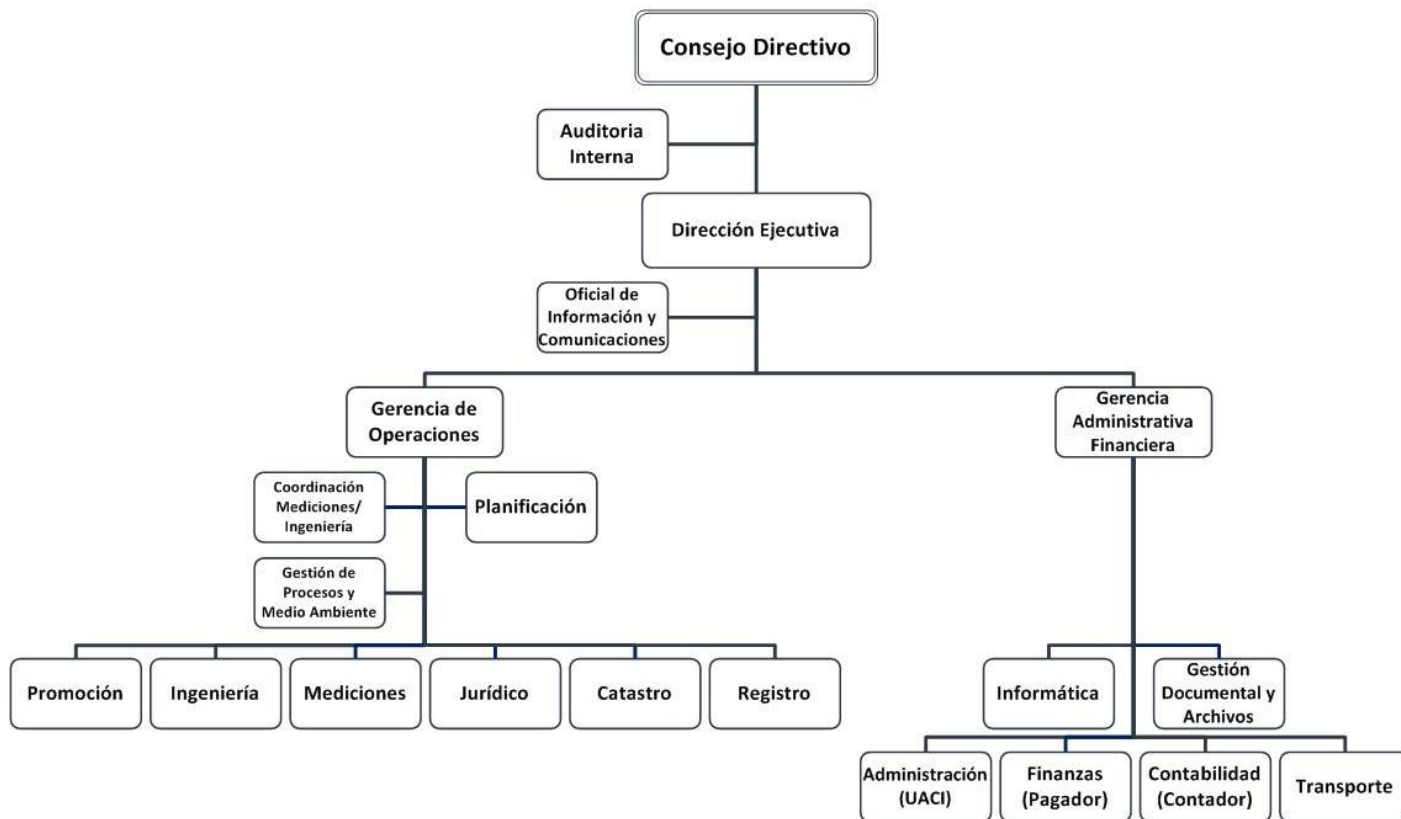 Consejo Directivo
Auditoria
Interna
Dirección Ejecutiva
Oficial de
Información y
Comunicaciones
Gerencia de
Operaciones
Gerencia
Administrativa
Financiera
Coordinación
Mediciones/
Ingeniería
Planificación
Gestión de
Procesos y
Medio Ambiente
Promoción
Ingeniería
Mediciones
Jurídico
Catastro
Registro
Informática
Gestión
Documental y
Archivos
Administración
(UACI)
Finanzas
(Pagador)
Contabilidad
(Contador)
Transporte